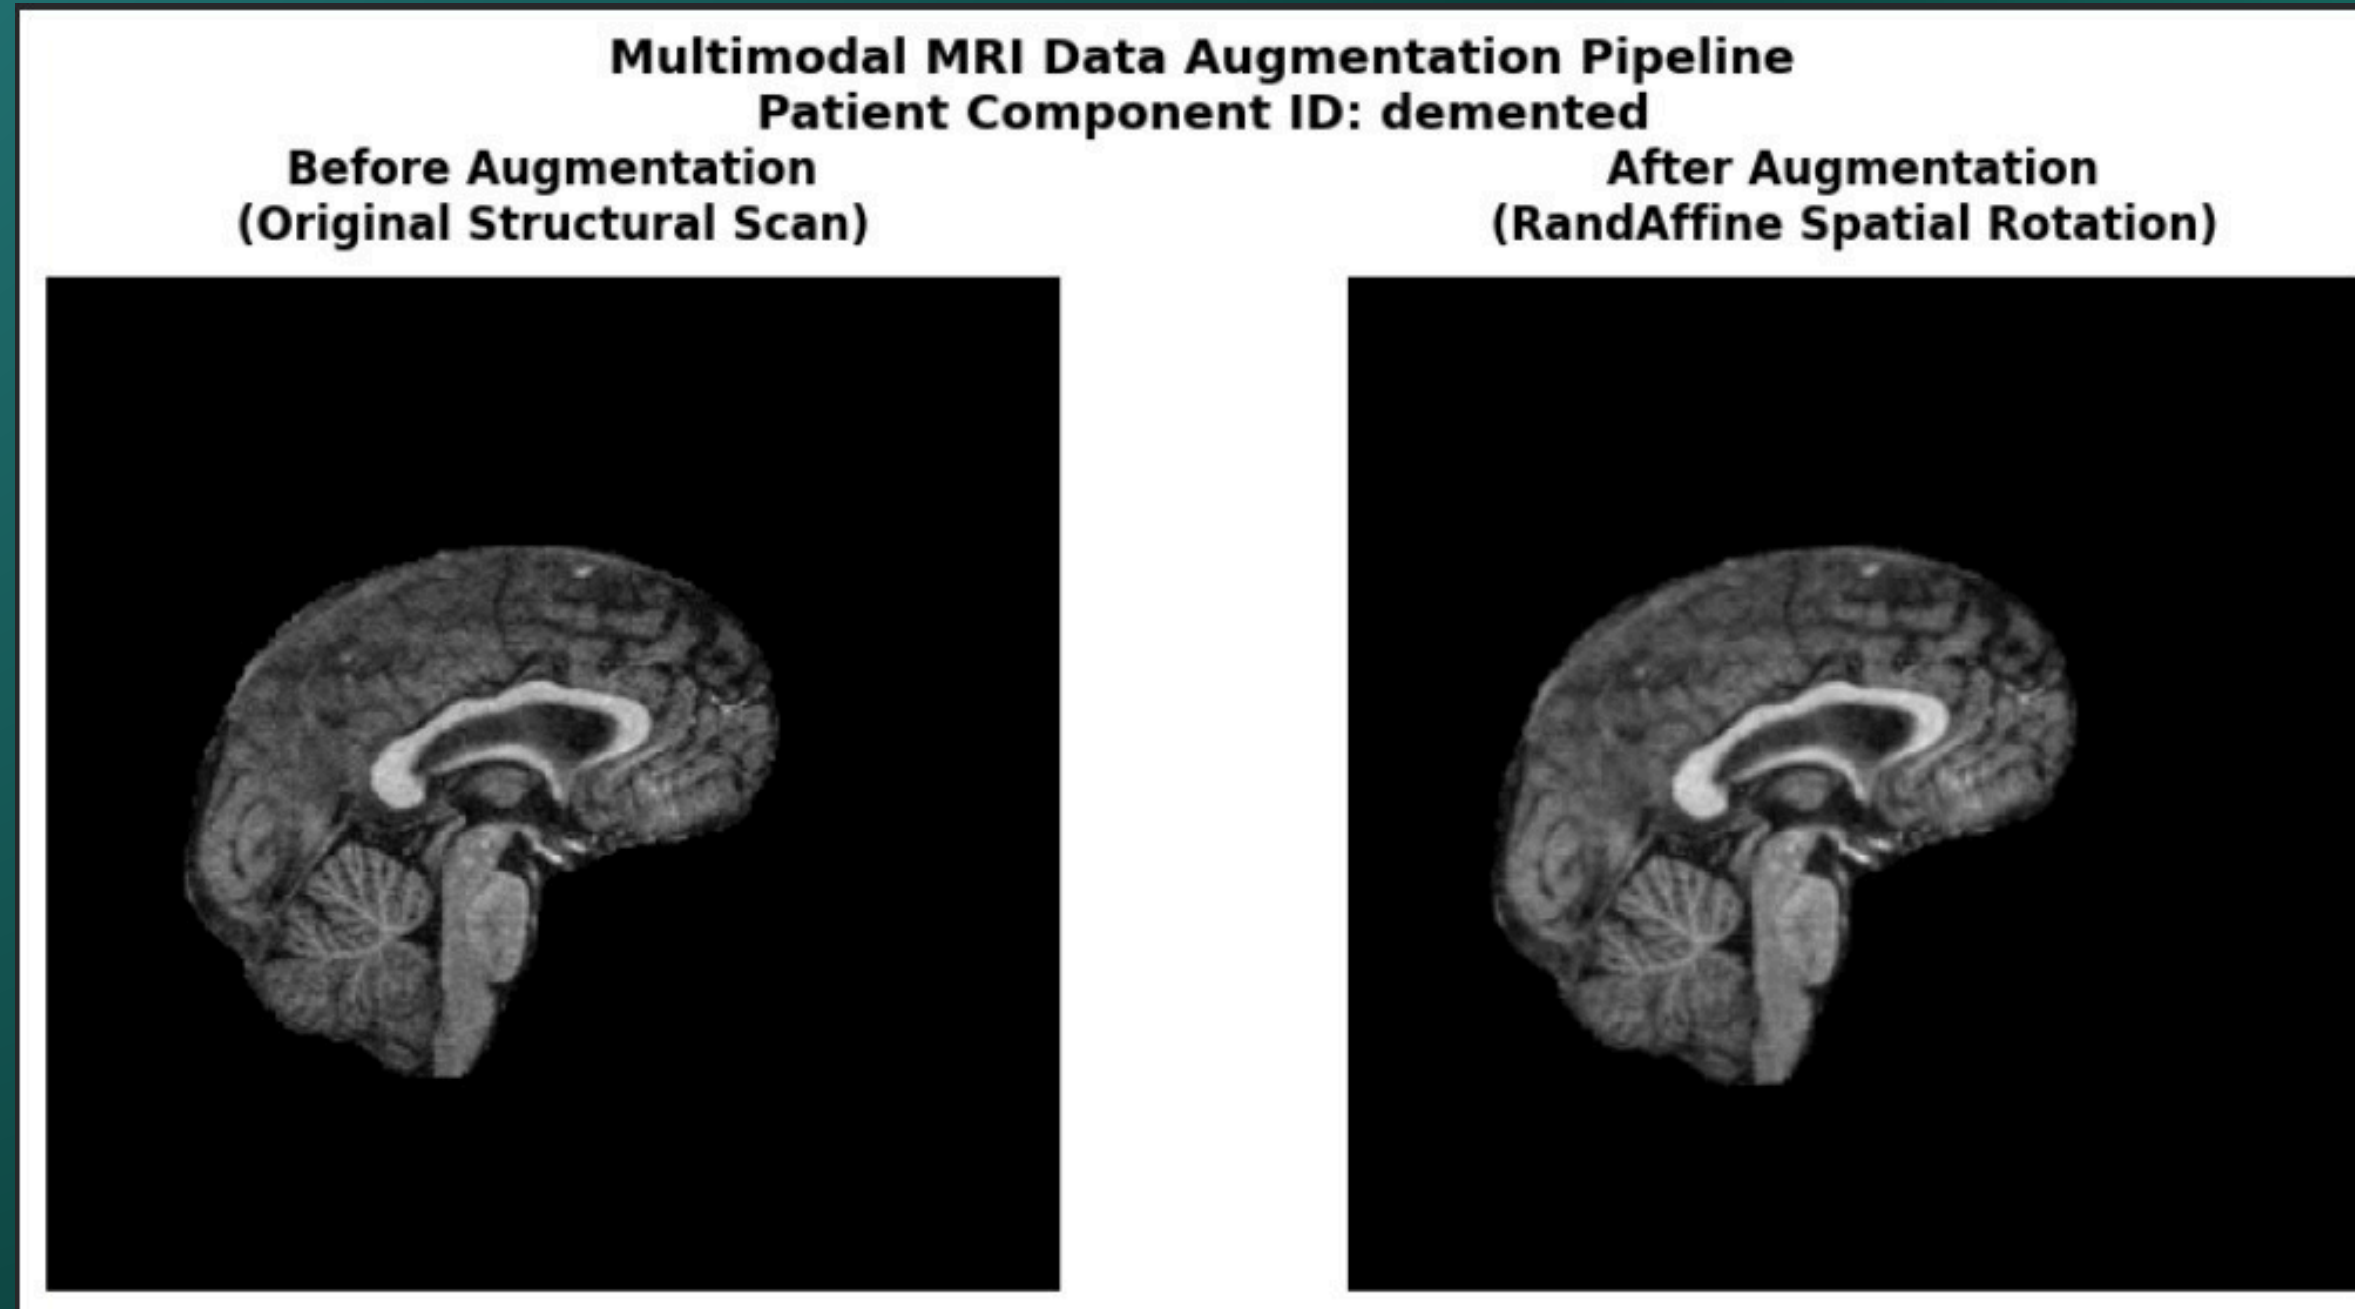 Multimodal MRI Data Augmentation Pipeline
Patient Component ID: demented
Before Augmentation
(Original Structural Scan)
After Augmentation
(RandAffine Spatial Rotation)